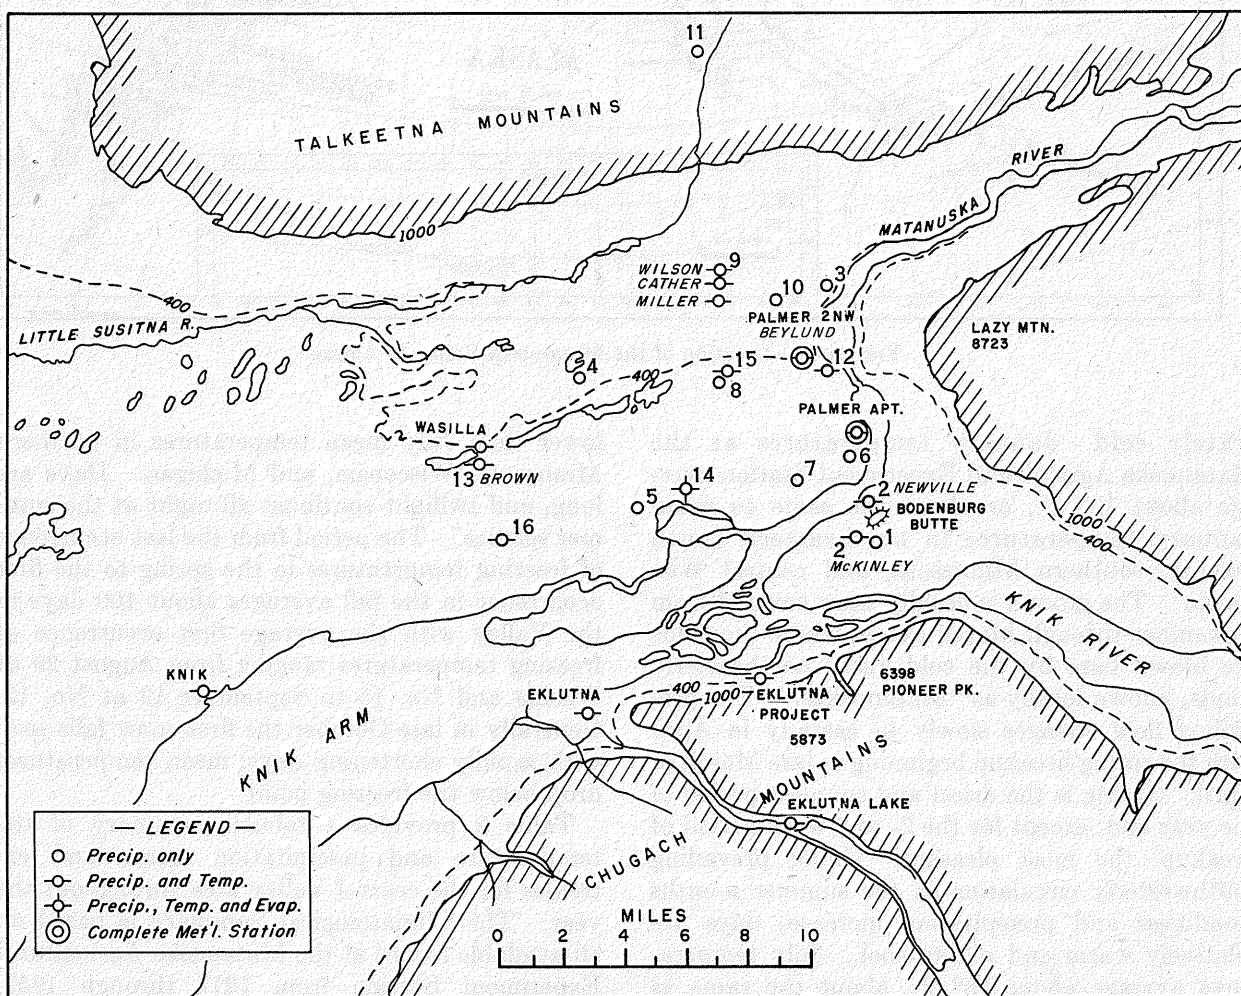 11
TALKEETNA MOUNTAINS
1000
MATANUSKA RIVER
400
LITTLE SUSITNA R.
WILSON 9
CATHER
MILLER
10
3
PALMER 2NW
BEYLUND
LAZY MTN.
8723
4
400
15
8
12
WASILLA
13 BROWN
PALMER APT.
6
14
7
5
2 NEWVILLE
BODENBURG
BUTTE
16
1
2
McKINLEY
1000
400
KNIK RIVER
KNIK
KNIK ARM
EKLUTNA
400
1000
EKLUTNA
PROJECT
5873
6398
PIONEER PK.
CHUGACH MOUNTAINS
EKLUTNA LAKE
— LEGEND —
Precip. only
Precip. and Temp.
Precip., Temp. and Evap.
Complete Met'l. Station
MILES
0 2 4 6 8 10